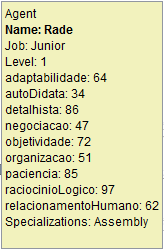 Agent
Name: Rade
Job: Junior
Level: 1
adaptabilidade: 64
autoDidata: 34
detalhista: 86
negociacao: 47
objetividade: 72
organizacao: 51
paciencia: 85
raciocinioLogico: 97
relacionamentoHumano: 62
Specializations: Assembly